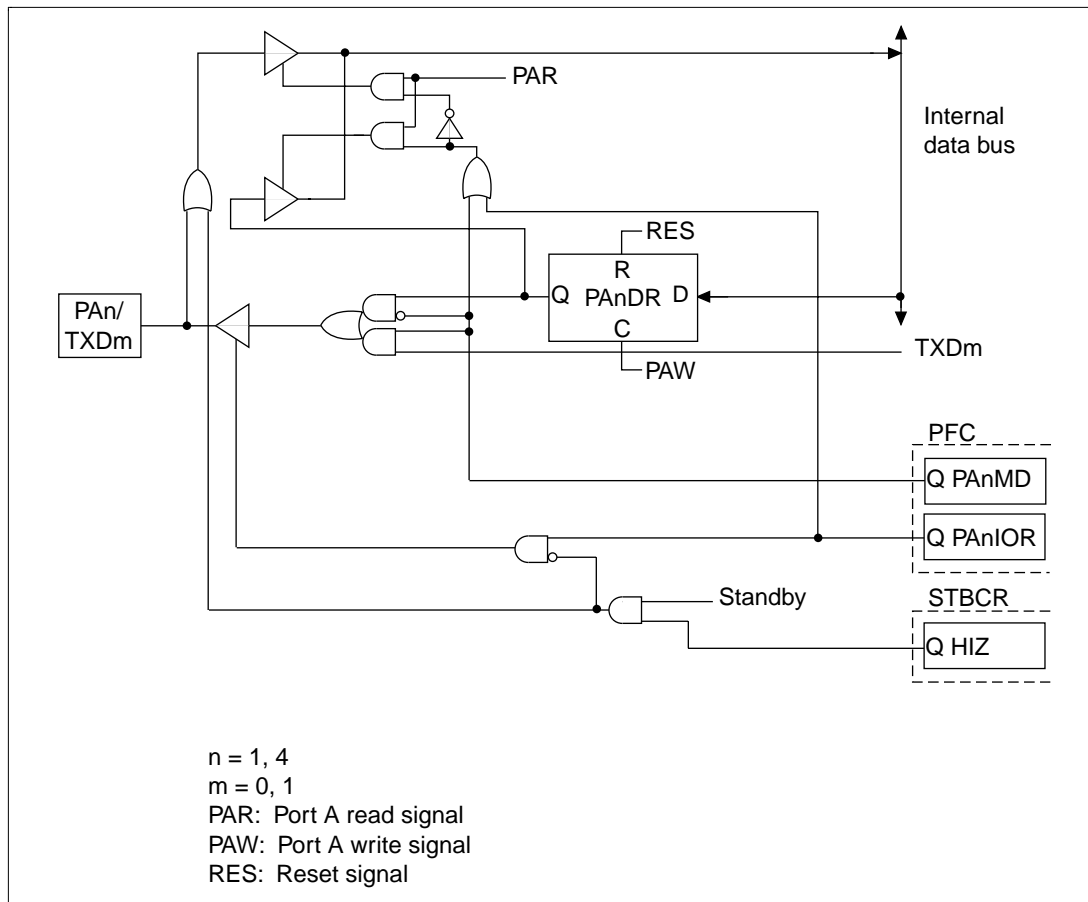 PAR
Internal
data bus
RES
R
Q PAnDR D
C
PAn/
TXDm
PAW
TXDm
PFC
Q PAnMD
Q PAnIOR
Standby
STBCR
Q HIZ
n = 1, 4
m = 0, 1
PAR: Port A read signal
PAW: Port A write signal
RES: Reset signal